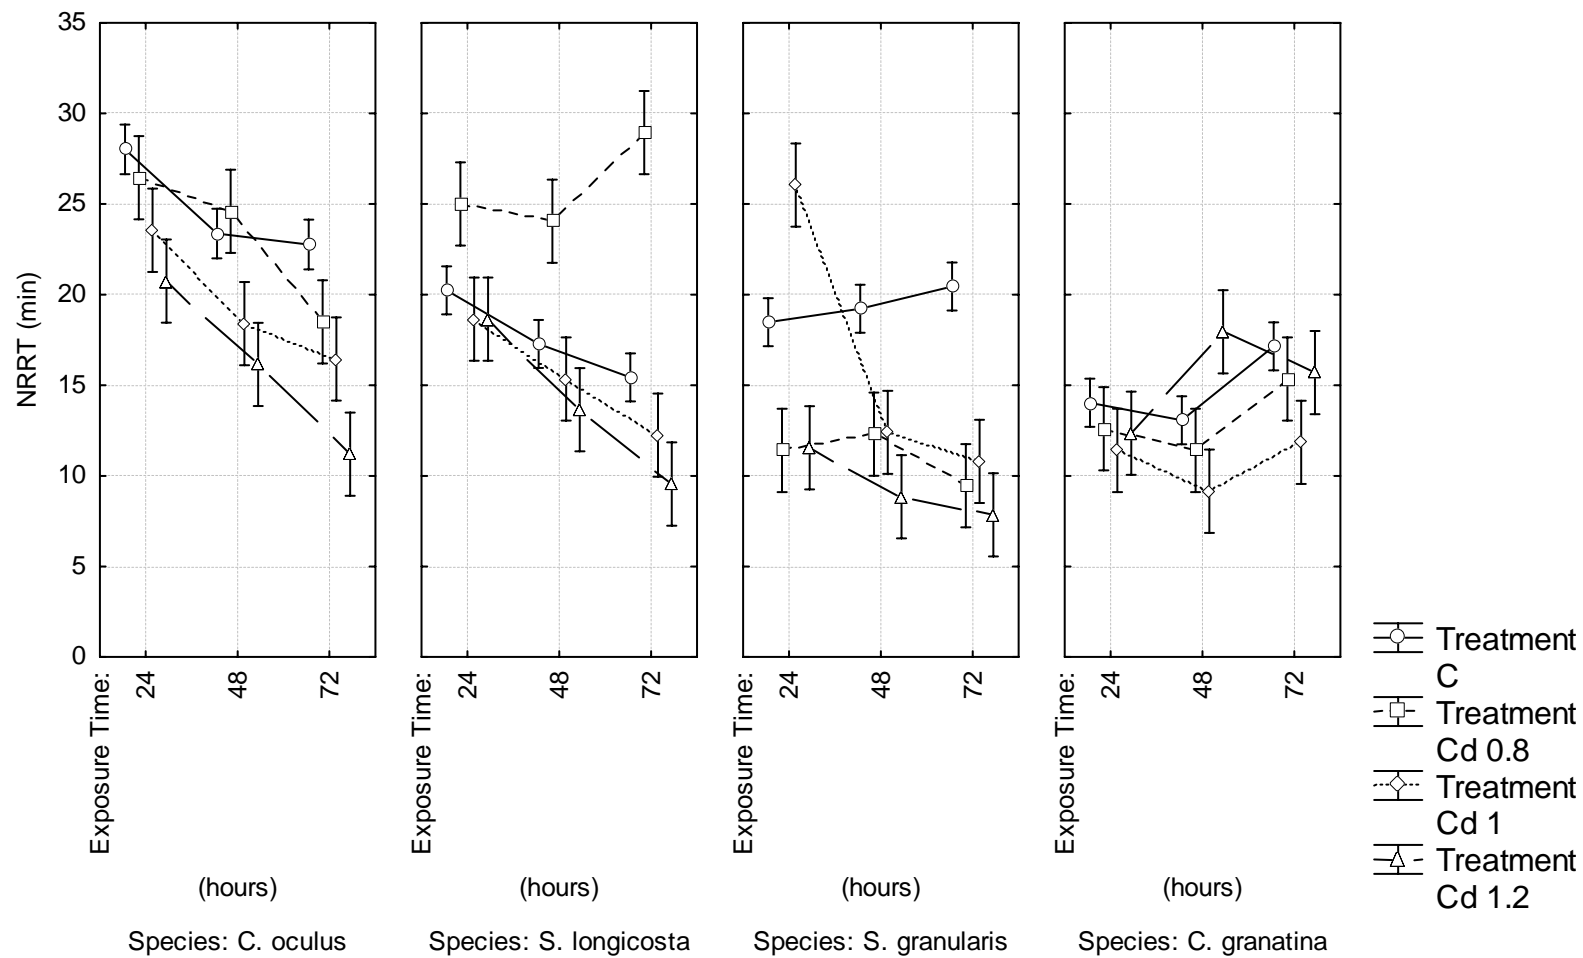 35
30
25
20
15
10
5
0
NRRT (min)
Exposure Time: 24 48 72
Exposure Time: 24 48 72
Exposure Time: 24 48 72
Exposure Time: 24 48 72
(hours) (hours) (hours) (hours)
Species: C. oculus Species: S. longicosta Species: S. granularis Species: C. granatina
Treatment
C
Treatment
Cd 0.8
Treatment
Cd 1
Treatment
Cd 1.2